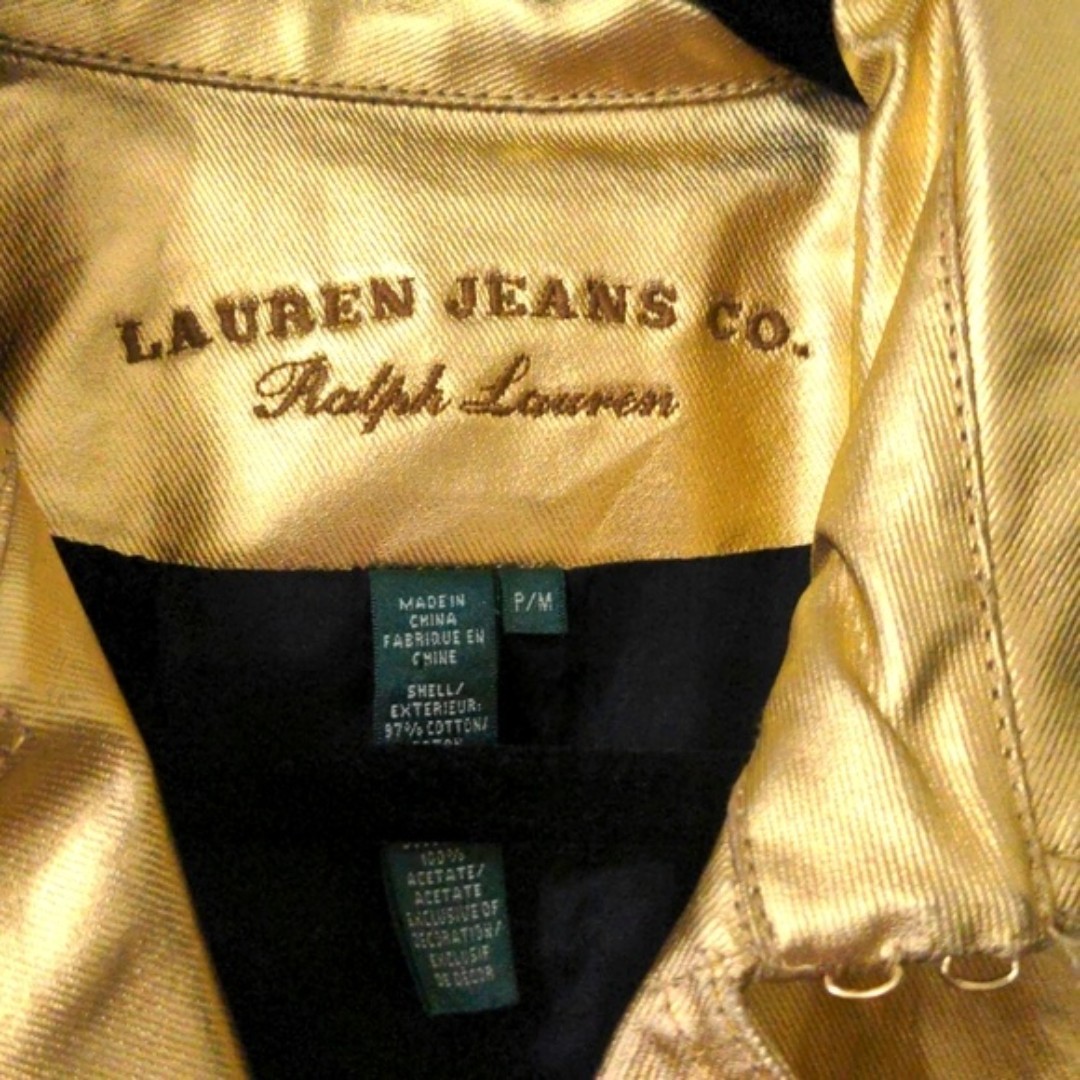 LAUREN JEANS CO.
Ralph Lauren
MADE IN
CHINA
FABRIQUE EN
CHINE
SHELL/
EXTERIEUR:
97% COTTON/
P/M
100%
ACETATE/
ACETATE
EXCLUSIVE OF
DECORATION/
EXCLUSIF
DE DECOR